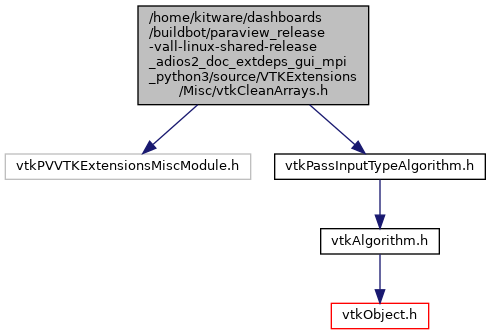 /home/kitware/dashboards
/buildbot/paraview_release
-vall-linux-shared-release
_adios2_doc_extdeps_gui_mpi
_python3/source/VTKExtensions
/Misc/vtkCleanArrays.h
vtkPVVTKExtensionsMiscModule.h
vtkPassInputTypeAlgorithm.h
vtkAlgorithm.h
vtkObject.h